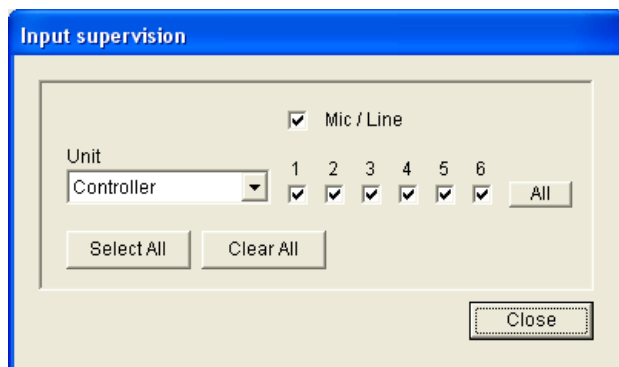 Input supervision
Mic / Line
Unit
1 2 3 4 5 6
Controller
All
Select All
Clear All
Close